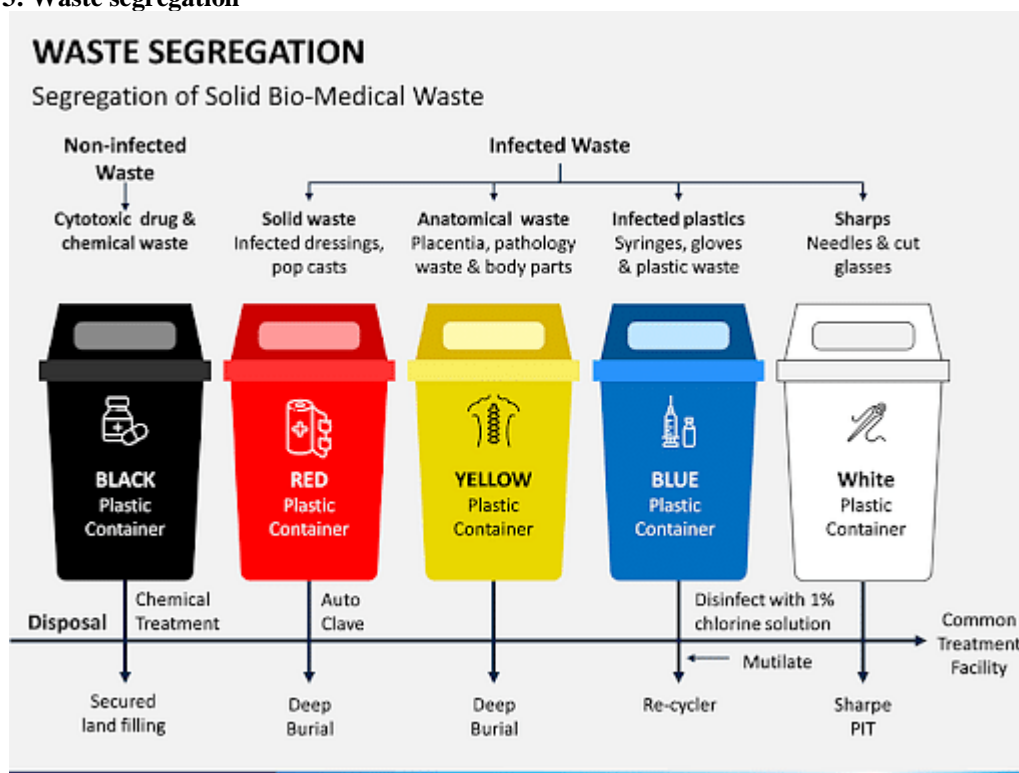 3. Waste segregation
WASTE SEGREGATION
Segregation of Solid Bio-Medical Waste
Non-infected
Waste
Infected Waste
Cytotoxic drug &
chemical waste
Solid waste
Infected dressings,
pop casts
Anatomical waste
Placentia, pathology
waste & body parts
Infected plastics
Syringes, gloves
& plastic waste
Sharps
Needles & cut
glasses
BLACK
Plastic
Container
RED
Plastic
Container
YELLOW
Plastic
Container
BLUE
Plastic
Container
White
Plastic
Container
Disposal
Chemical
Treatment
Auto
Clave
Disinfect with 1%
chlorine solution
Mutilate
Common
Treatment
Facility
Secured
land filling
Deep
Burial
Deep
Burial
Re-cycler
Sharpe
PIT